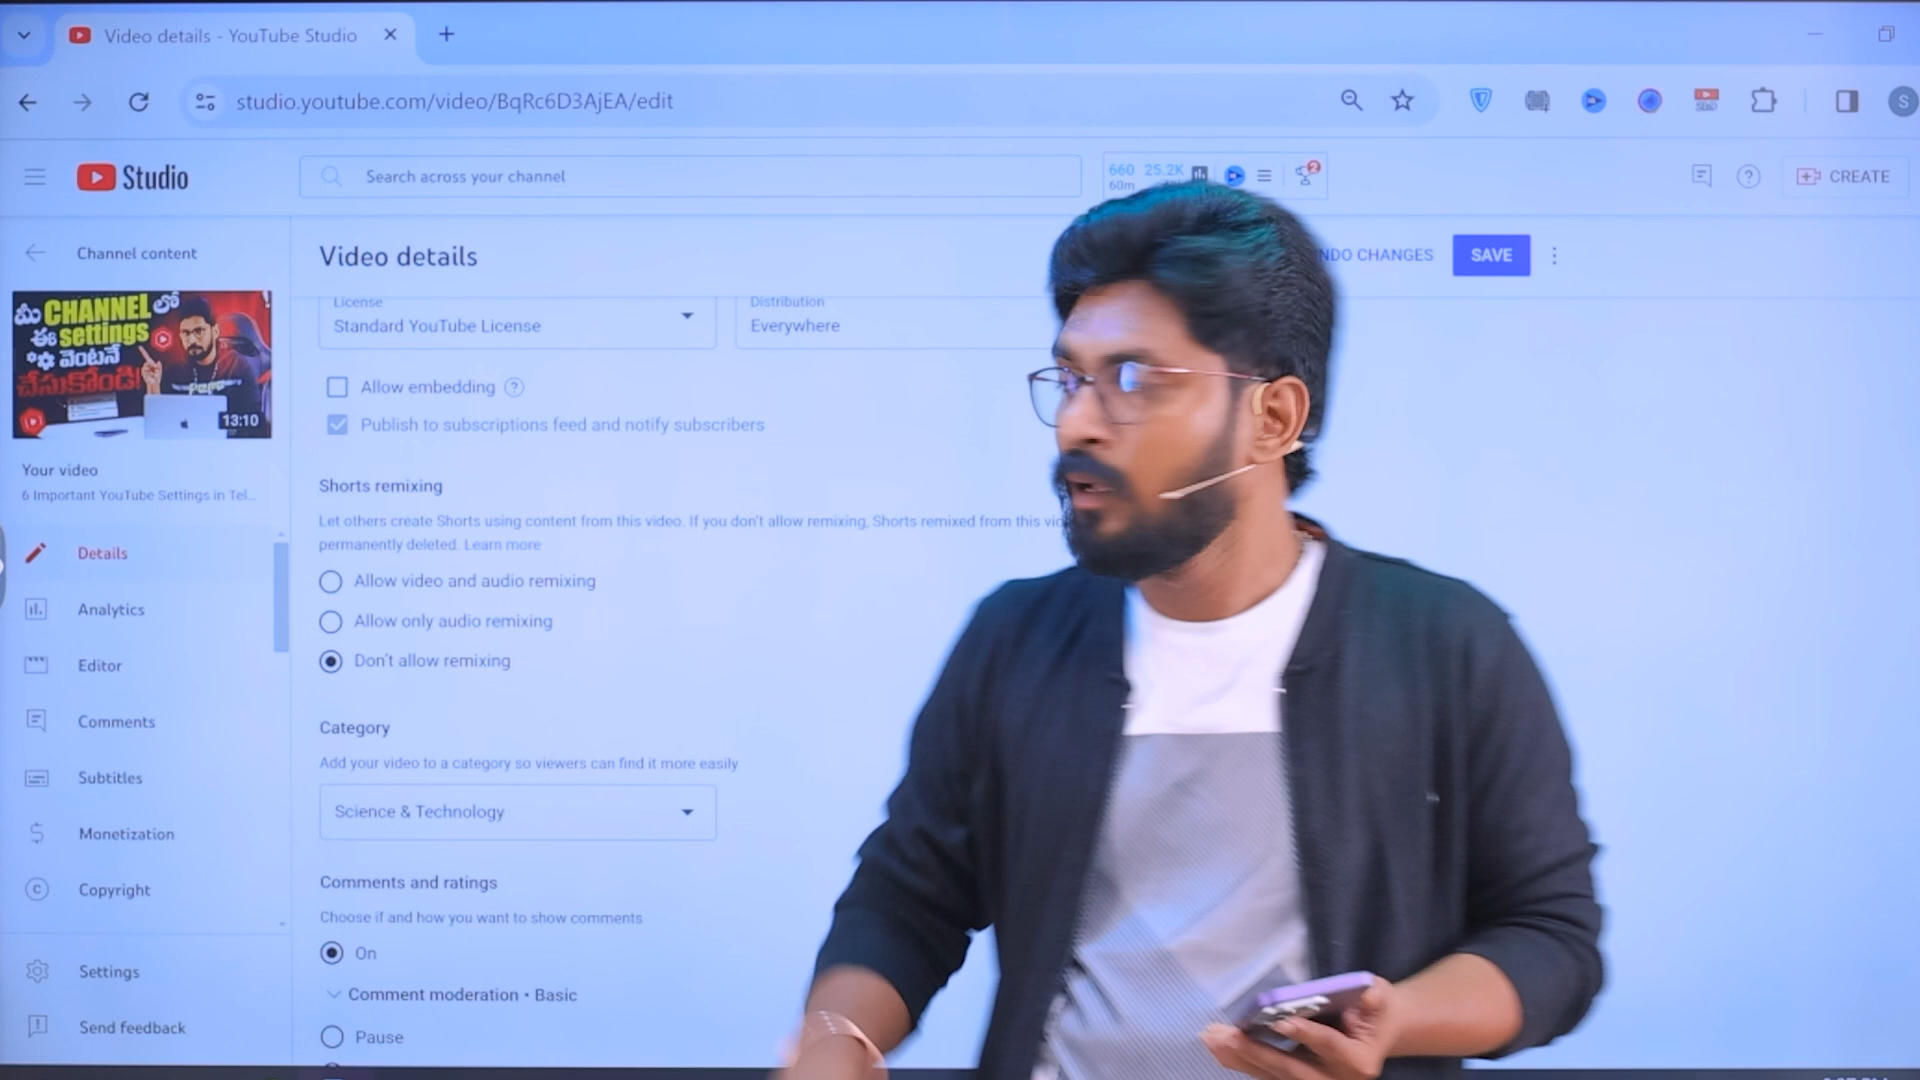 Video details - YouTube Studio
studio.youtube.com/video/BqRc6D3AjEA/edit
S
Studio
Search across your channel
660 25.2K
60m
2
CREATE
Channel content
Video details
NDO CHANGES
SAVE
మీ CHANNEL లో
ఈ settings
వెంటనే
చేసుకోండి!
13:10
License
Standard YouTube License
Distribution
Everywhere
Allow embedding
Publish to subscriptions feed and notify subscribers
Your video
6 Important YouTube Settings in Tel...
Shorts remixing
Let others create Shorts using content from this video. If you don't allow remixing, Shorts remixed from this
permanently deleted. Learn more
Allow video and audio remixing
Allow only audio remixing
Don't allow remixing
Details
Analytics
Editor
Comments
Subtitles
Monetization
Copyright
Settings
Send feedback
Category
Add your video to a category so viewers can find it more easily
Science & Technology
Comments and ratings
Choose if and how you want to show comments
On
Comment moderation • Basic
Pause